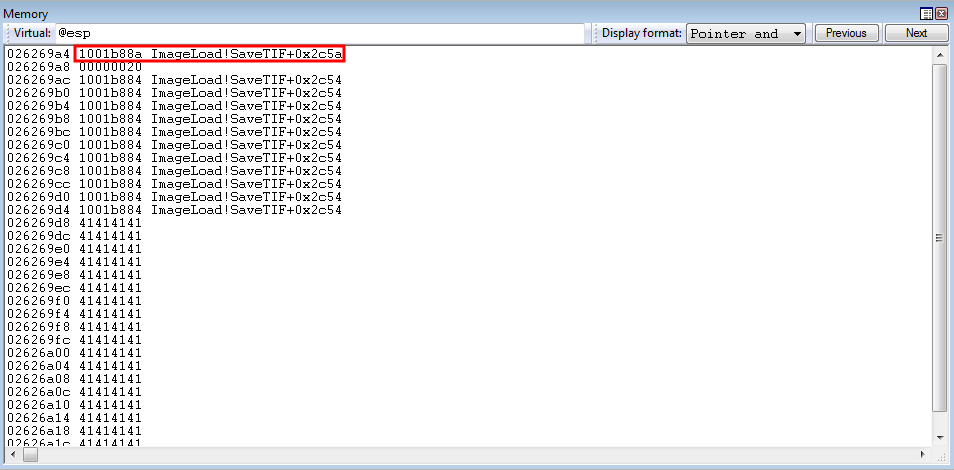 Memory
Virtual: @esp Display format: Pointer and Previous Next
026269a4 1001b88a ImageLoad!SaveTIF+0x2c5a
026269a8 00000020
026269ac 1001b884 ImageLoad!SaveTIF+0x2c54
026269b0 1001b884 ImageLoad!SaveTIF+0x2c54
026269b4 1001b884 ImageLoad!SaveTIF+0x2c54
026269b8 1001b884 ImageLoad!SaveTIF+0x2c54
026269bc 1001b884 ImageLoad!SaveTIF+0x2c54
026269c0 1001b884 ImageLoad!SaveTIF+0x2c54
026269c4 1001b884 ImageLoad!SaveTIF+0x2c54
026269c8 1001b884 ImageLoad!SaveTIF+0x2c54
026269cc 1001b884 ImageLoad!SaveTIF+0x2c54
026269d0 1001b884 ImageLoad!SaveTIF+0x2c54
026269d4 1001b884 ImageLoad!SaveTIF+0x2c54
026269d8 41414141
026269dc 41414141
026269e0 41414141
026269e4 41414141
026269e8 41414141
026269ec 41414141
026269f0 41414141
026269f4 41414141
026269f8 41414141
026269fc 41414141
02626a00 41414141
02626a04 41414141
02626a08 41414141
02626a0c 41414141
02626a10 41414141
02626a14 41414141
02626a18 41414141
02626a1c 41414141